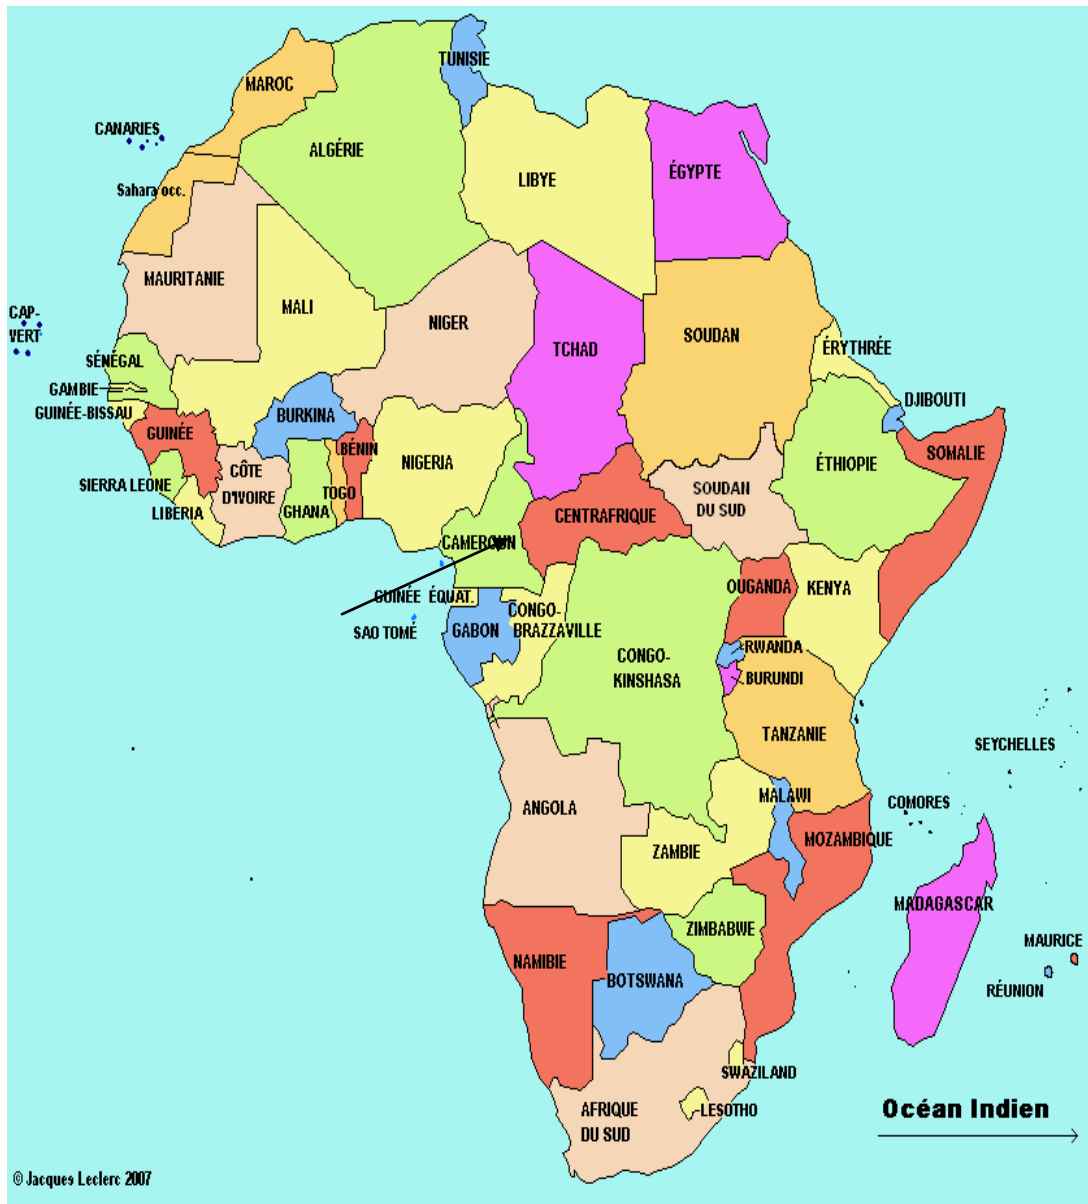 TUNISIE
MAROC
CANARIES
ALGÉRIE
LIBYE
ÉGYPTE
Sahara occ.
MAURITANIE
MALI
NIGER
TCHAD
SOUDAN
CAP-
VERT
ÉRYTHRÉE
SÉNÉGAL
GAMBIE
DJIBOUTI
GUINÉE-BISSAU
BURKINA
GUINÉE
BÉNIN
NIGERIA
SOMALIE
ÉTHIOPIE
CÔTE
D'IVOIRE
SIERRA LEONE
TOGO
GHANA
LIBERIA
SOUDAN
DU SUD
CENTRAFRIQUE
CAMEROUN
OUGANDA
KENYA
GUINÉE ÉQUAT.
CONGO-
BRAZZAVILLE
SAO TOMÉ
GABON
RWANDA
CONGO-
KINSHASA
BURUNDI
TANZANIE
SEYCHELLES
MALAWI
COMORES
ANGOLA
MOZAMBIQUE
ZAMBIE
MADAGASCAR
ZIMBABWE
MAURICE
NAMIBIE
BOTSWANA
RÉUNION
SWAZILAND
LESOTHO
AFRIQUE
DU SUD
Océan Indien
© Jacques Leclerc 2007